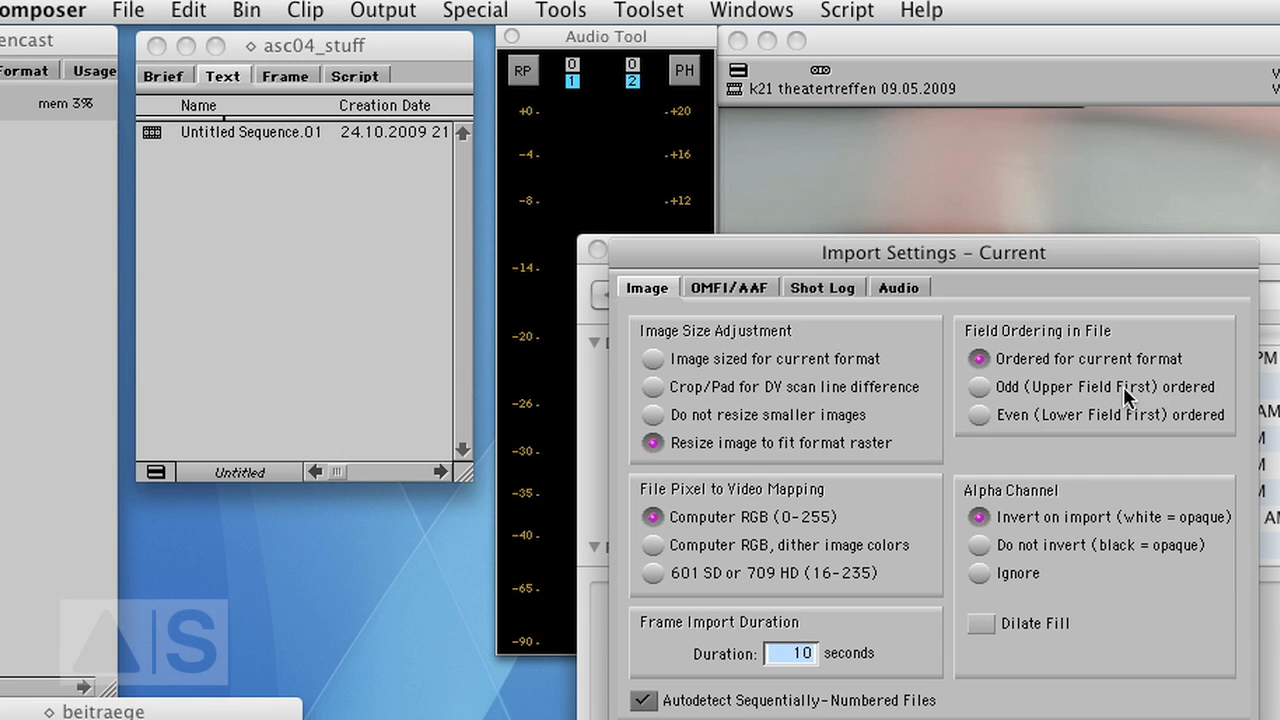 omposer File Edit Bin Clip Output Special Tools Toolset Windows Script Help
encast
ormat Usage
mem 3%
asc04_stuff
Brief Text Frame Script
Name Creation Date
Untitled Sequence.01 24.10.2009 21
Untitled
Audio Tool
RP 0 0 PH
1 2
+0 +20
-4 +16
-8 +12
-14
-20
-26
-30
-35
-40
-65
-90
k21 theatertreffen 09.05.2009
Import Settings - Current
Image OMFI/AAF Shot Log Audio
Image Size Adjustment
Image sized for current format
Crop/Pad for DV scan line difference
Do not resize smaller images
Resize image to fit format raster
Field Ordering in File
Ordered for current format
Odd (Upper Field First) ordered
Even (Lower Field First) ordered
File Pixel to Video Mapping
Computer RGB (0-255)
Computer RGB, dither image colors
601 SD or 709 HD (16-235)
Alpha Channel
Invert on import (white = opaque)
Do not invert (black = opaque)
Ignore
Dilate Fill
Frame Import Duration
Duration: 10 seconds
Autodetect Sequentially-Numbered Files
PM
AM
M
M
M
AM
A|S
beitraege